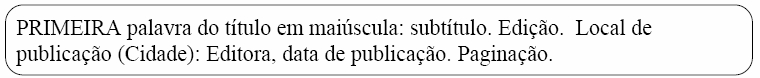 PRIMEIRA palavra do título em maiúscula: subtítulo. Edição.  Local de
publicação (Cidade): Editora, data de publicação. Paginação.